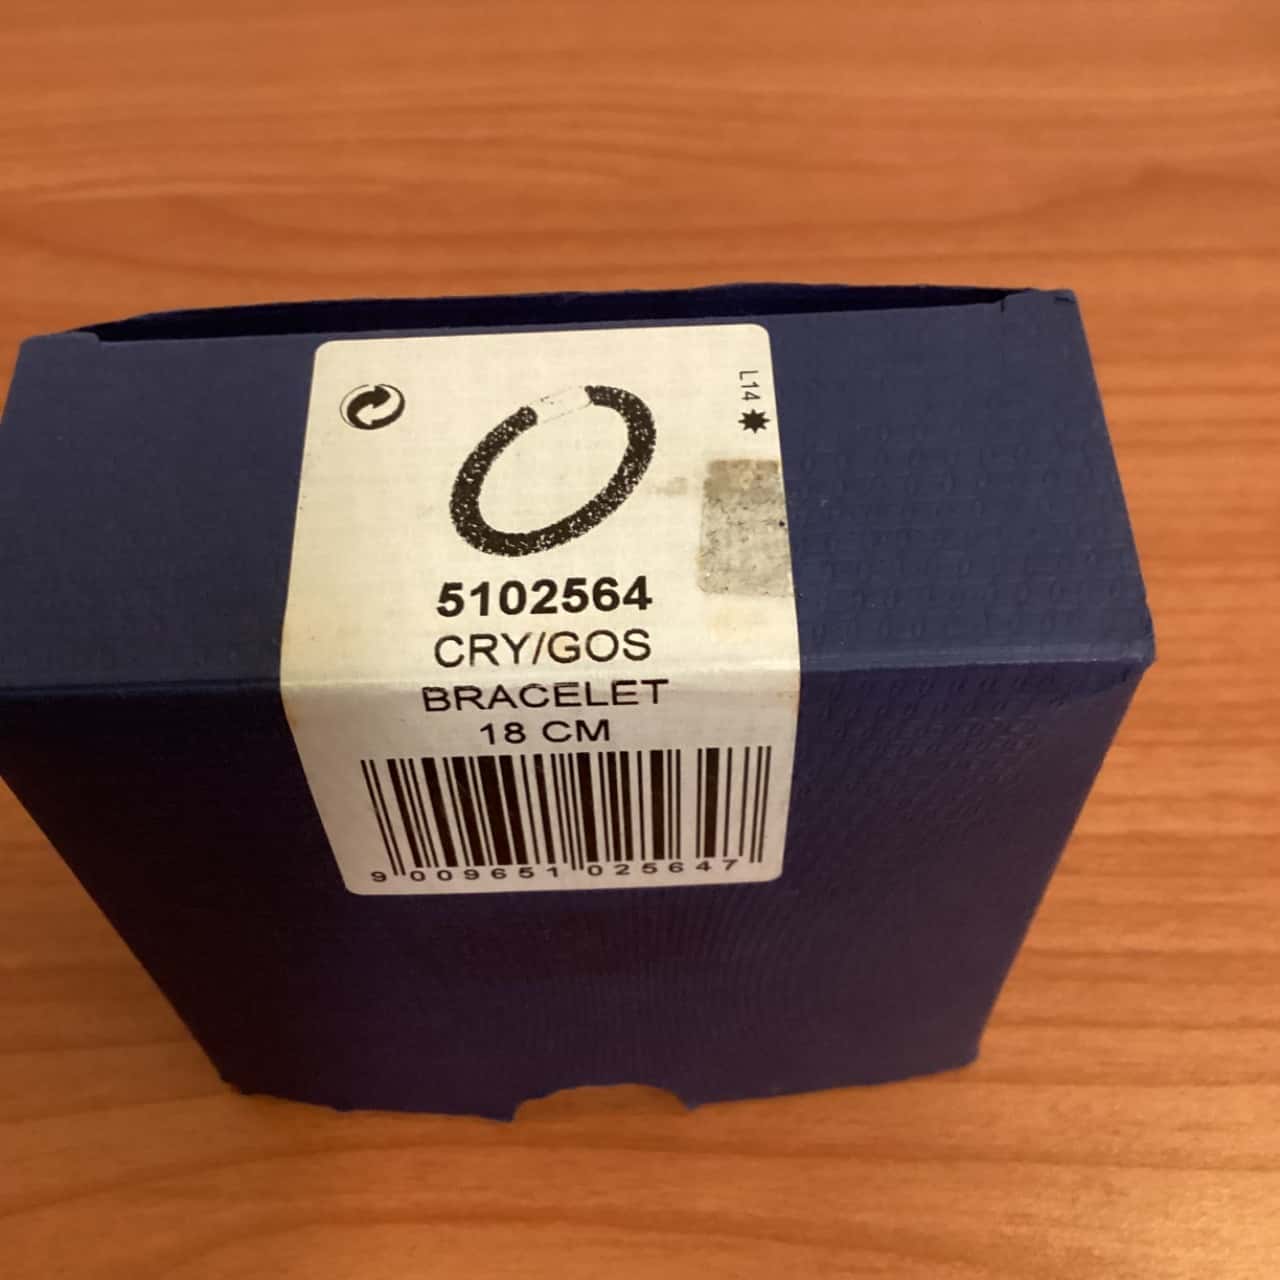 L14
5102564
CRY/GOS
BRACELET
18 CM
9 009651 025647